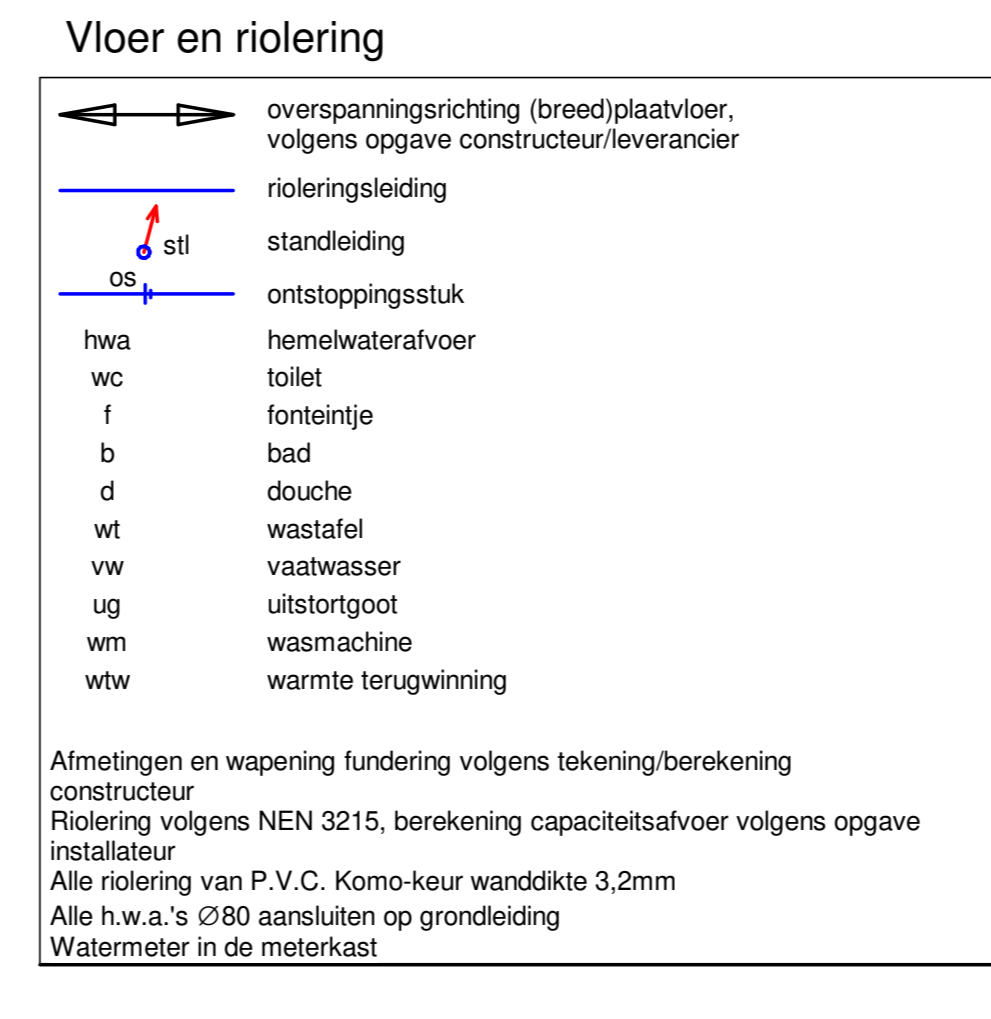 Vloer en riolering
overspanningsrichting (breed)plaatvloer,
volgens opgave constructeur/leverancier
rioleringsleiding
stl standleiding
os ontstoppingsstuk
hwa hemelwaterafvoer
wc toilet
f fonteintje
b bad
d douche
wt wastafel
vw vaatwasser
ug uitstortgoot
wm wasmachine
wtw warmte terugwinning
Afmetingen en wapening fundering volgens tekening/berekening
constructeur
Riolering volgens NEN 3215, berekening capaciteitsafvoer volgens opgave
installateur
Alle riolering van P.V.C. Komo-keur wanddikte 3,2mm
Alle h.w.a.'s ∅80 aansluiten op grondleiding
Watermeter in de meterkast